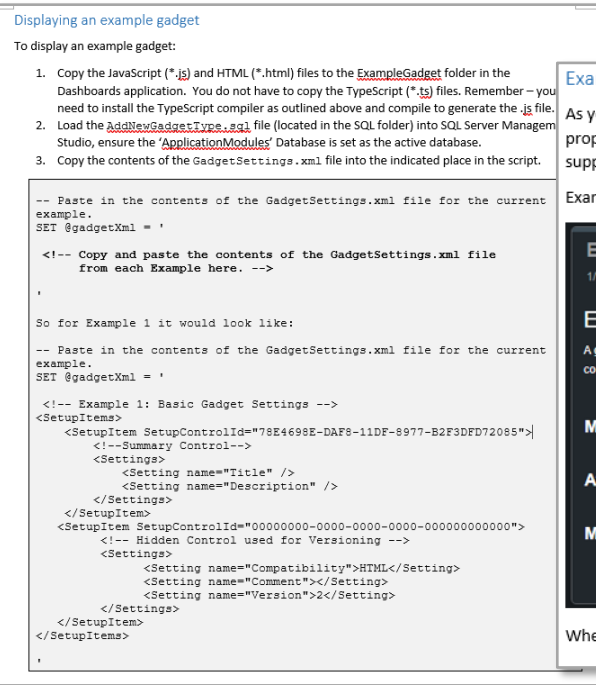 Displaying an example gadget
To display an example gadget:
1. Copy the JavaScript (*.js) and HTML (*.html) files to the ExampleGadget folder in the
Dashboards application. You do not have to copy the TypeScript (*.ts) files. Remember – you
need to install the TypeScript compiler as outlined above and compile to generate the .js file.
2. Load the AddNewGadgetType.sql file (located in the SQL folder) into SQL Server Managem
Studio, ensure the ‘ApplicationModules’ Database is set as the active database.
3. Copy the contents of the GadgetSettings.xml file into the indicated place in the script.
-- Paste in the contents of the GadgetSettings.xml file for the current
example.
SET @gadgetXml = '
<!-- Copy and paste the contents of the GadgetSettings.xml file
from each Example here. -->
'
So for Example 1 it would look like:
-- Paste in the contents of the GadgetSettings.xml file for the current
example.
SET @gadgetXml = '
<!-- Example 1: Basic Gadget Settings -->
<SetupItems>
<SetupItem SetupControlId="78E4698E-DAF8-11DF-8977-B2F3DFD72085">
<!--Summary Control-->
<Settings>
<Setting name="Title" />
<Setting name="Description" />
</Settings>
</SetupItem>
<SetupItem SetupControlId="00000000-0000-0000-0000-000000000000">
<!-- Hidden Control used for Versioning -->
<Settings>
<Setting name="Compatibility">HTML</Setting>
<Setting name="Comment"></Setting>
<Setting name="Version">2</Setting>
</Settings>
</SetupItem>
</SetupItems>
'
Exa
As y
prop
supp
Exar
E
1/
E
A g
co
M
A
M
Whe